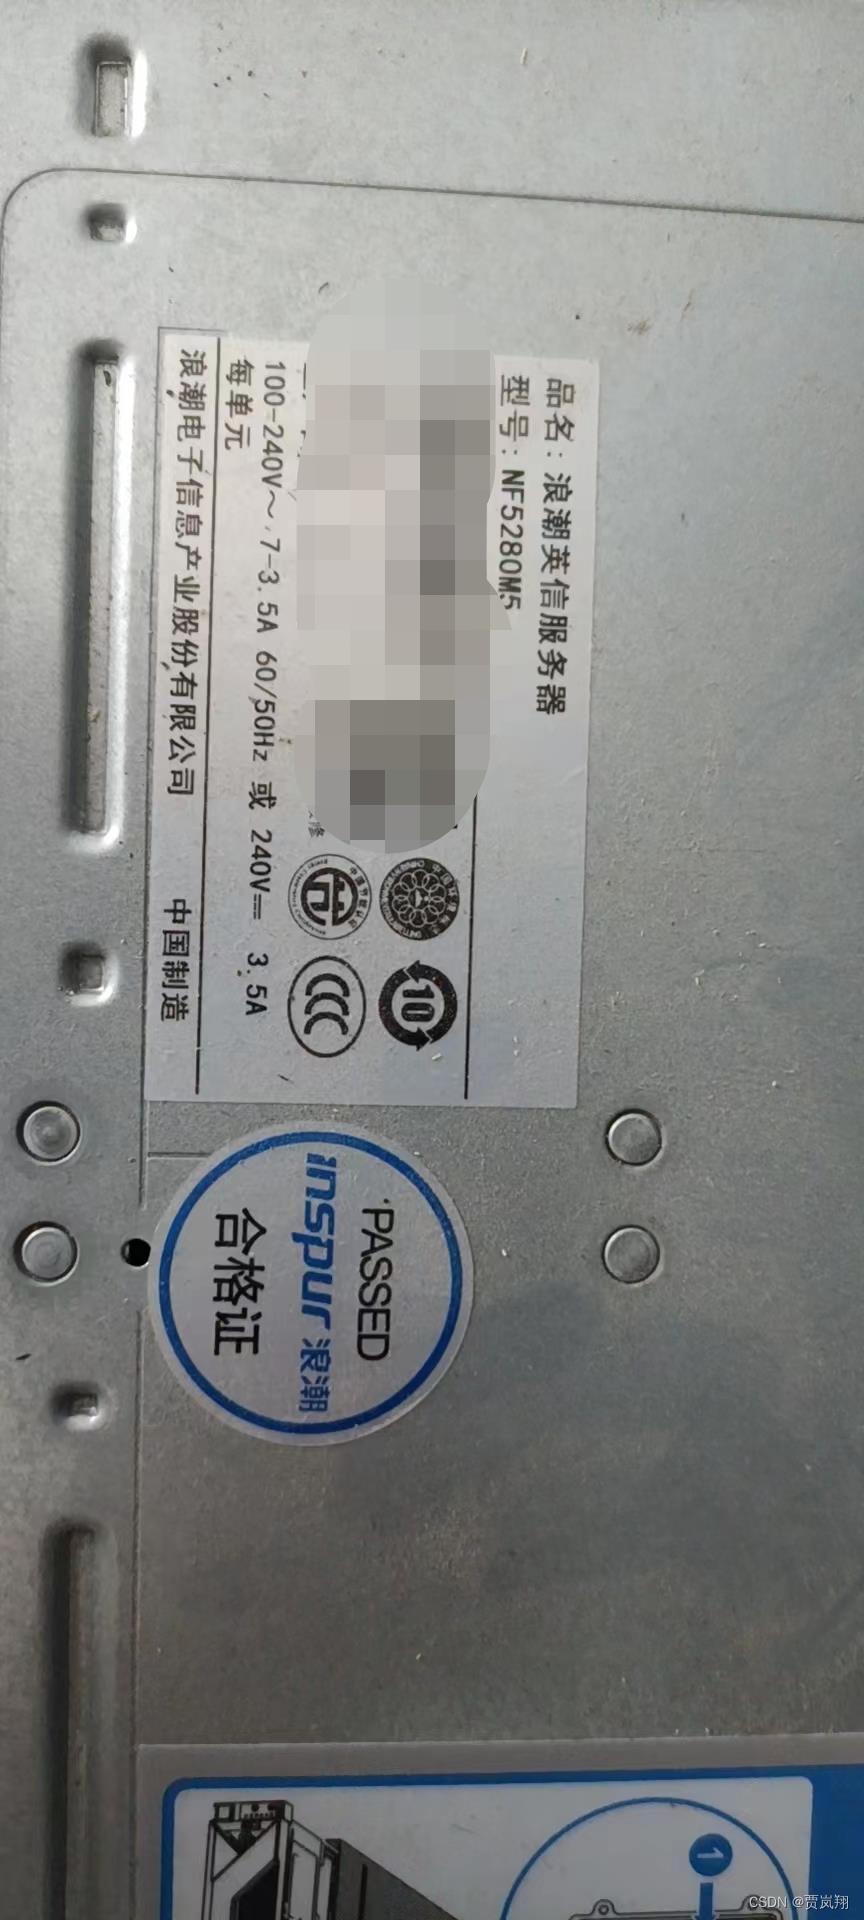 品名：浪潮英信服务器
型号：NF5280M5
10
100-240V～ 7-3.5A 60/50Hz 或 240V⎓ 3.5A
每单元
浪潮电子信息产业股份有限公司 中国制造
PASSED
inspur 浪潮
合格证
1
CSDN @贾岚翔